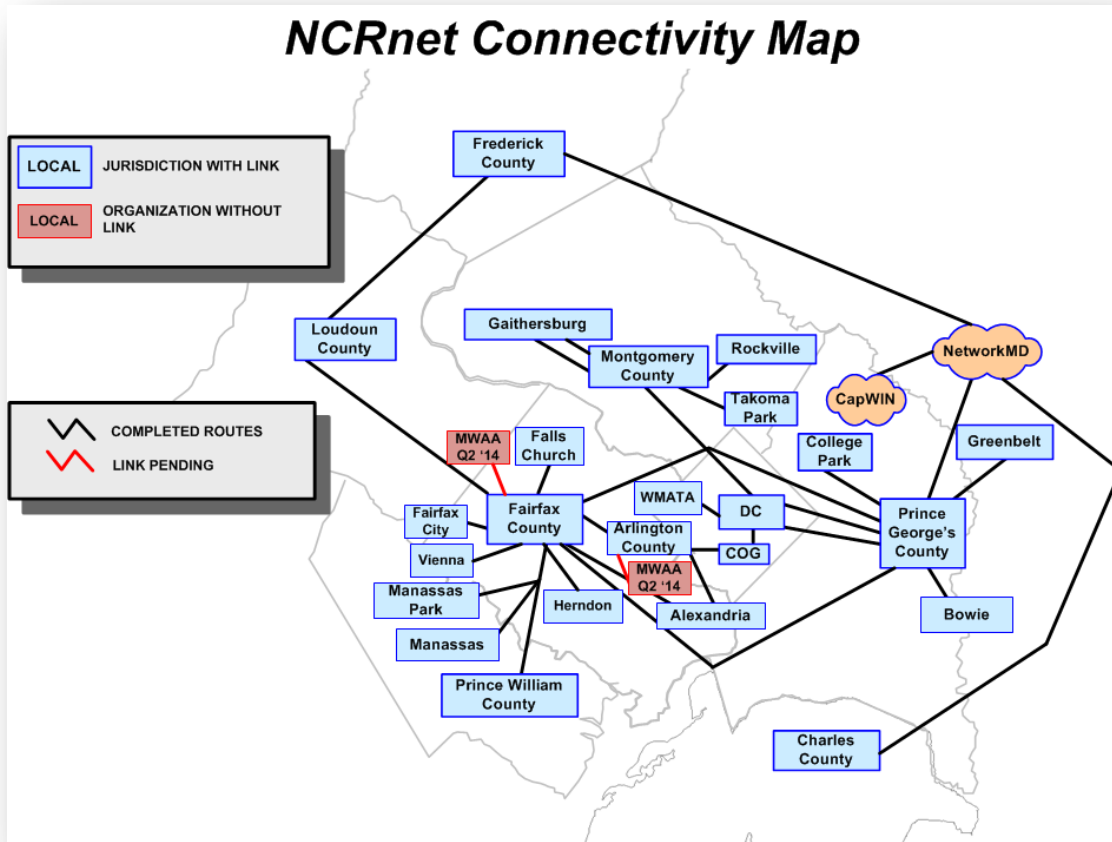 NCRnet Connectivity Map
LOCAL
JURISDICTION WITH LINK
LOCAL
ORGANIZATION WITHOUT
LINK
COMPLETED ROUTES
LINK PENDING
Frederick
County
Loudoun
County
Gaithersburg
Montgomery
County
Rockville
Takoma
Park
NetworkMD
CapWIN
College
Park
Greenbelt
MWAA
Q2 ‘14
Falls
Church
Fairfax
City
Fairfax
County
WMATA
DC
Arlington
County
COG
Prince
George’s
County
Vienna
MWAA
Q2 ‘14
Manassas
Park
Herndon
Alexandria
Bowie
Manassas
Prince William
County
Charles
County